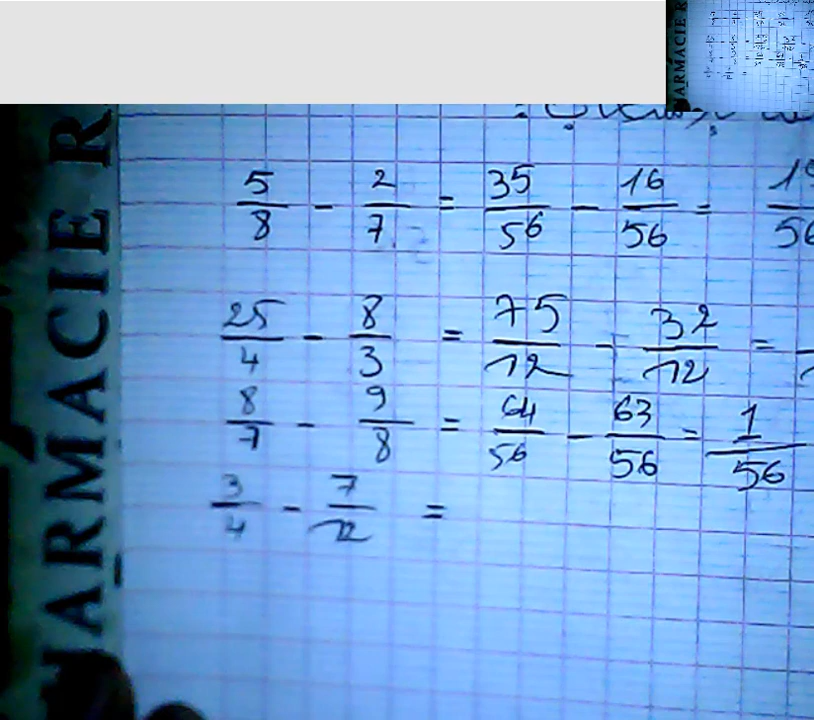 5/8 - 2/7 = 35/56 - 16/56 =
25/4 - 8/3 = 75/12 - 32/12 =
8/7 - 9/8 = 64/56 - 63/56 = 1/56
3/4 - 7/12 =
PHARMACIE R